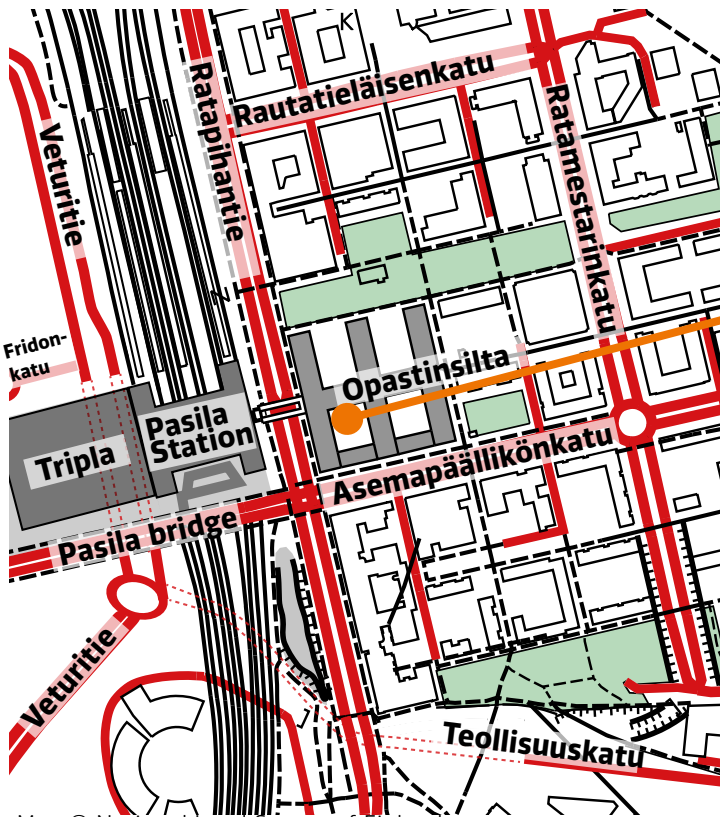 K
Rautatieläisenkatu
Ratapihantie
Ratamestarinkatu
Veturitie
Fridon-
katu
Opastinsilta
Pasila
Station
Tripla
Asemapäällikönkatu
Pasila bridge
Veturitie
Teollisuuskatu